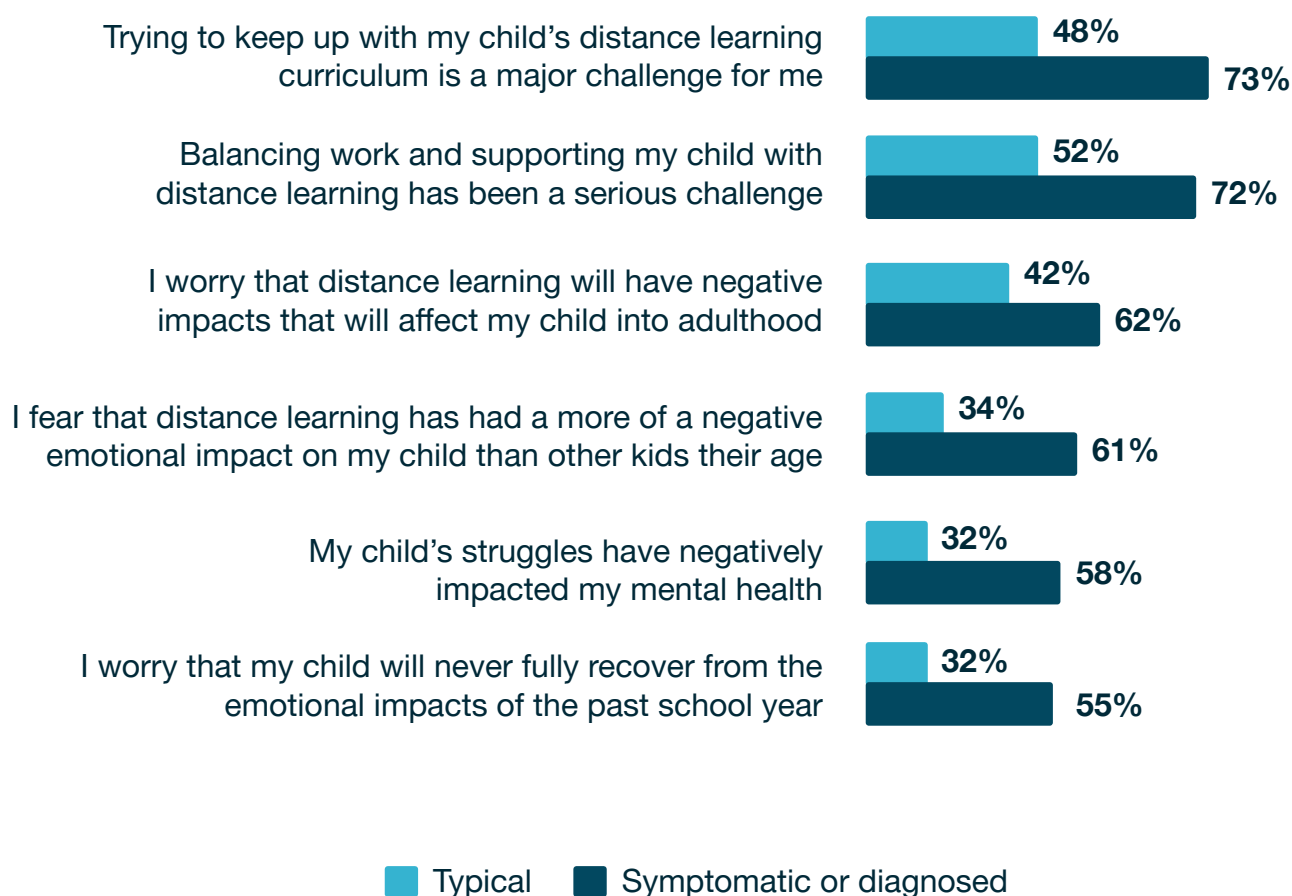 Trying to keep up with my child’s distance learning
curriculum is a major challenge for me
48%
73%
Balancing work and supporting my child with
distance learning has been a serious challenge
52%
72%
I worry that distance learning will have negative
impacts that will affect my child into adulthood
42%
62%
I fear that distance learning has had a more of a negative
emotional impact on my child than other kids their age
34%
61%
My child’s struggles have negatively
impacted my mental health
32%
58%
I worry that my child will never fully recover from the
emotional impacts of the past school year
32%
55%
Typical Symptomatic or diagnosed